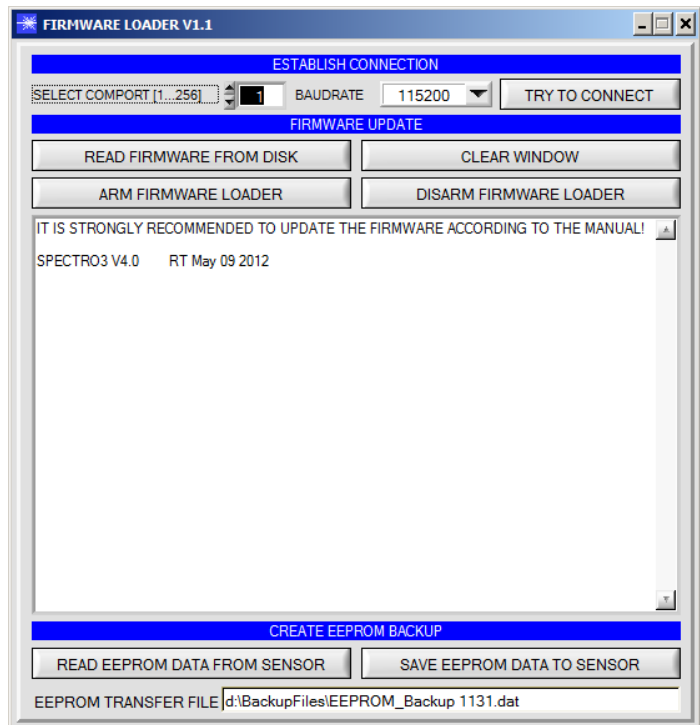 FIRMWARE LOADER V1.1
ESTABLISH CONNECTION
SELECT COMPORT [1...256] 1 BAUDRATE 115200 TRY TO CONNECT
FIRMWARE UPDATE
READ FIRMWARE FROM DISK CLEAR WINDOW
ARM FIRMWARE LOADER DISARM FIRMWARE LOADER
IT IS STRONGLY RECOMMENDED TO UPDATE THE FIRMWARE ACCORDING TO THE MANUAL!
SPECTRO3 V4.0 RT May 09 2012
CREATE EEPROM BACKUP
READ EEPROM DATA FROM SENSOR SAVE EEPROM DATA TO SENSOR
EEPROM TRANSFER FILE d:\BackupFiles\EEPROM_Backup 1131.dat